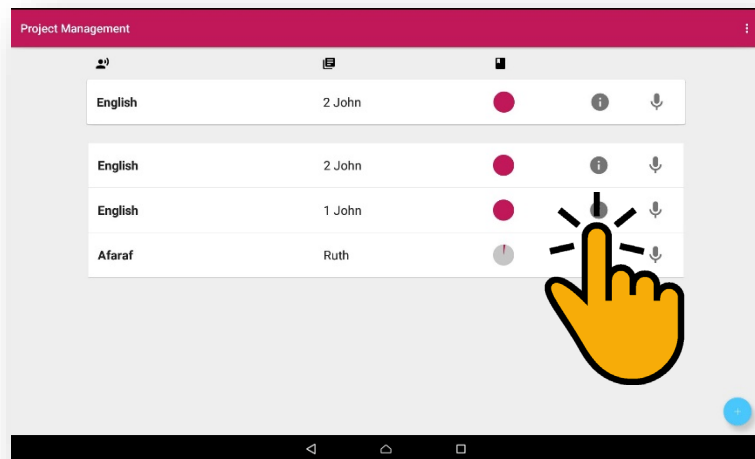 Project Management
English 2 John
English 2 John
English 1 John
Afaraf Ruth